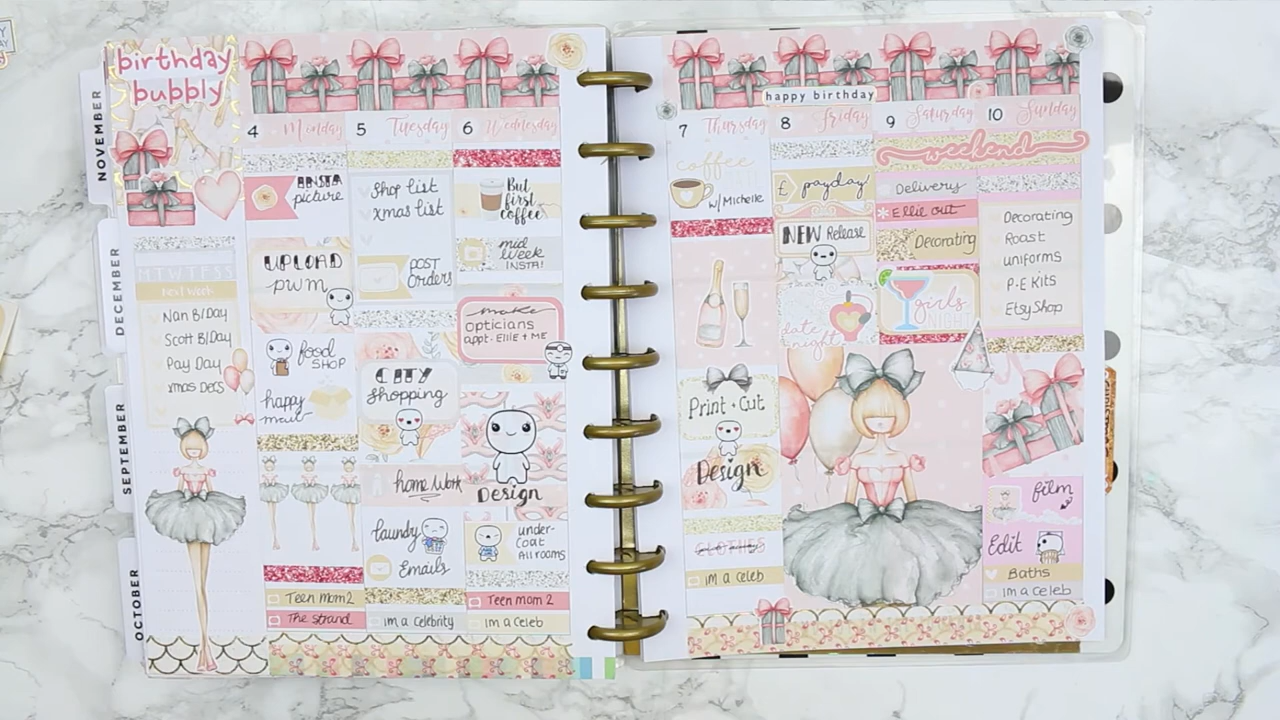 NOVEMBER
DECEMBER
SEPTEMBER
OCTOBER
birthday
bubbly
M T W T F S S
Next week
Nan B/Day
Scott B/Day
Pay Day
xmas Decs
4 Monday
INSTA
picture
UPLOAD
pwm
food
SHOP
happy
mail
Teen mom 2
The strand
5 Tuesday
Shop list
xmas list
POST
Orders
CITY
Shopping
home work
laundy
Emails
im a celebrity
6 Wednesday
But
first
coffee
mid
week
INSTA!
make
opticians
appt. Ellie + ME
Design
under-
Coat
All rooms
Teen mom 2
im a celeb
7 Thursday
coffee
w/ Michelle
Print + Cut
Design
im a celeb
happy birthday
8 Friday
£ payday!
NEW Release
date
night
9 Saturday
weekend
Delivery
Ellie out
Decorating
girls
NIGHT
10 Sunday
Decorating
Roast
uniforms
P-E Kits
Etsy Shop
film
Edit
Baths
im a celeb